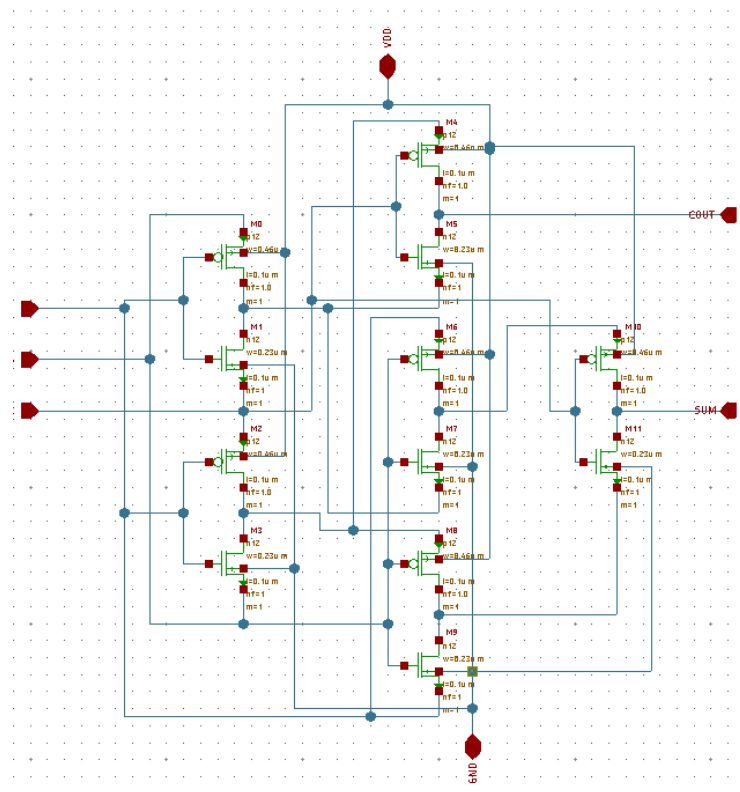 VDD
M4
p12
w=0.46u m
l=0.1u m
nf=1.0
m=1
COUT
M0
p12
w=0.46u
l=0.1u m
nf=1.0
m=1
M5
n12
w=0.23u m
l=0.1u m
nf=1
m=1
M1
n12
w=0.23u m
l=0.1u m
nf=1
m=1
M6
p12
w=0.46u m
l=0.1u m
nf=1.0
m=1
M10
p12
w=0.46u m
l=0.1u m
nf=1.0
m=1
SUM
M2
p12
w=0.46u m
l=0.1u m
nf=1.0
m=1
M7
n12
w=0.23u m
l=0.1u m
nf=1
m=1
M11
n12
w=0.23u m
l=0.1u m
nf=1
m=1
M3
n12
w=0.23u m
l=0.1u m
nf=1
m=1
M8
p12
w=0.46u m
l=0.1u m
nf=1.0
m=1
M9
n12
w=0.23u m
l=0.1u m
nf=1
m=1
GND